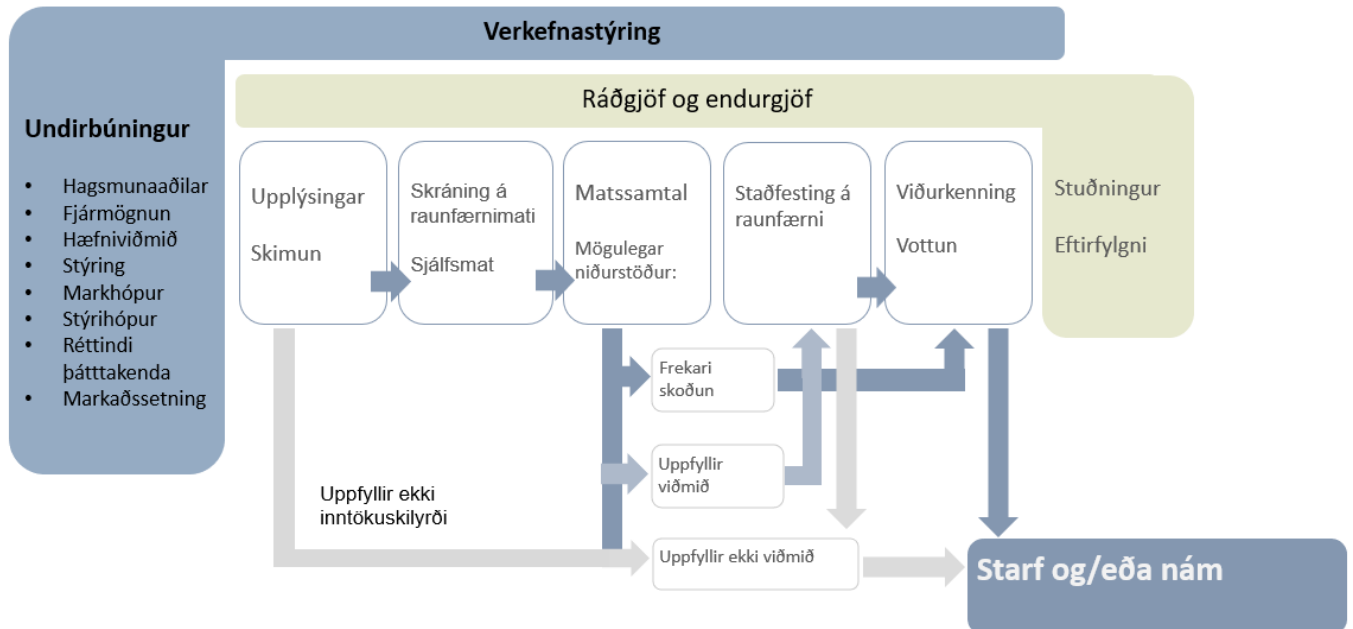 Verkefnastýring
Ráðgjöf og endurgjöf
Undirbúningur
• Hagsmunaaðilar
• Fjármögnun
• Hæfniviðmið
• Stýring
• Markhópur
• Stýrihópur
• Réttindi
þátttakenda
• Markaðssetning
Upplýsingar
Skimun
Skráning á
raunfærnimati
Sjálfsmat
Matssamtal
Mögulegar
niðurstöður:
Staðfesting á
raunfærni
Viðurkenning
Vottun
Stuðningur
Eftirfylgni
Frekari
skoðun
Uppfyllir
viðmið
Uppfyllir ekki
inntökuskilyrði
Uppfyllir ekki viðmið
Starf og/eða nám